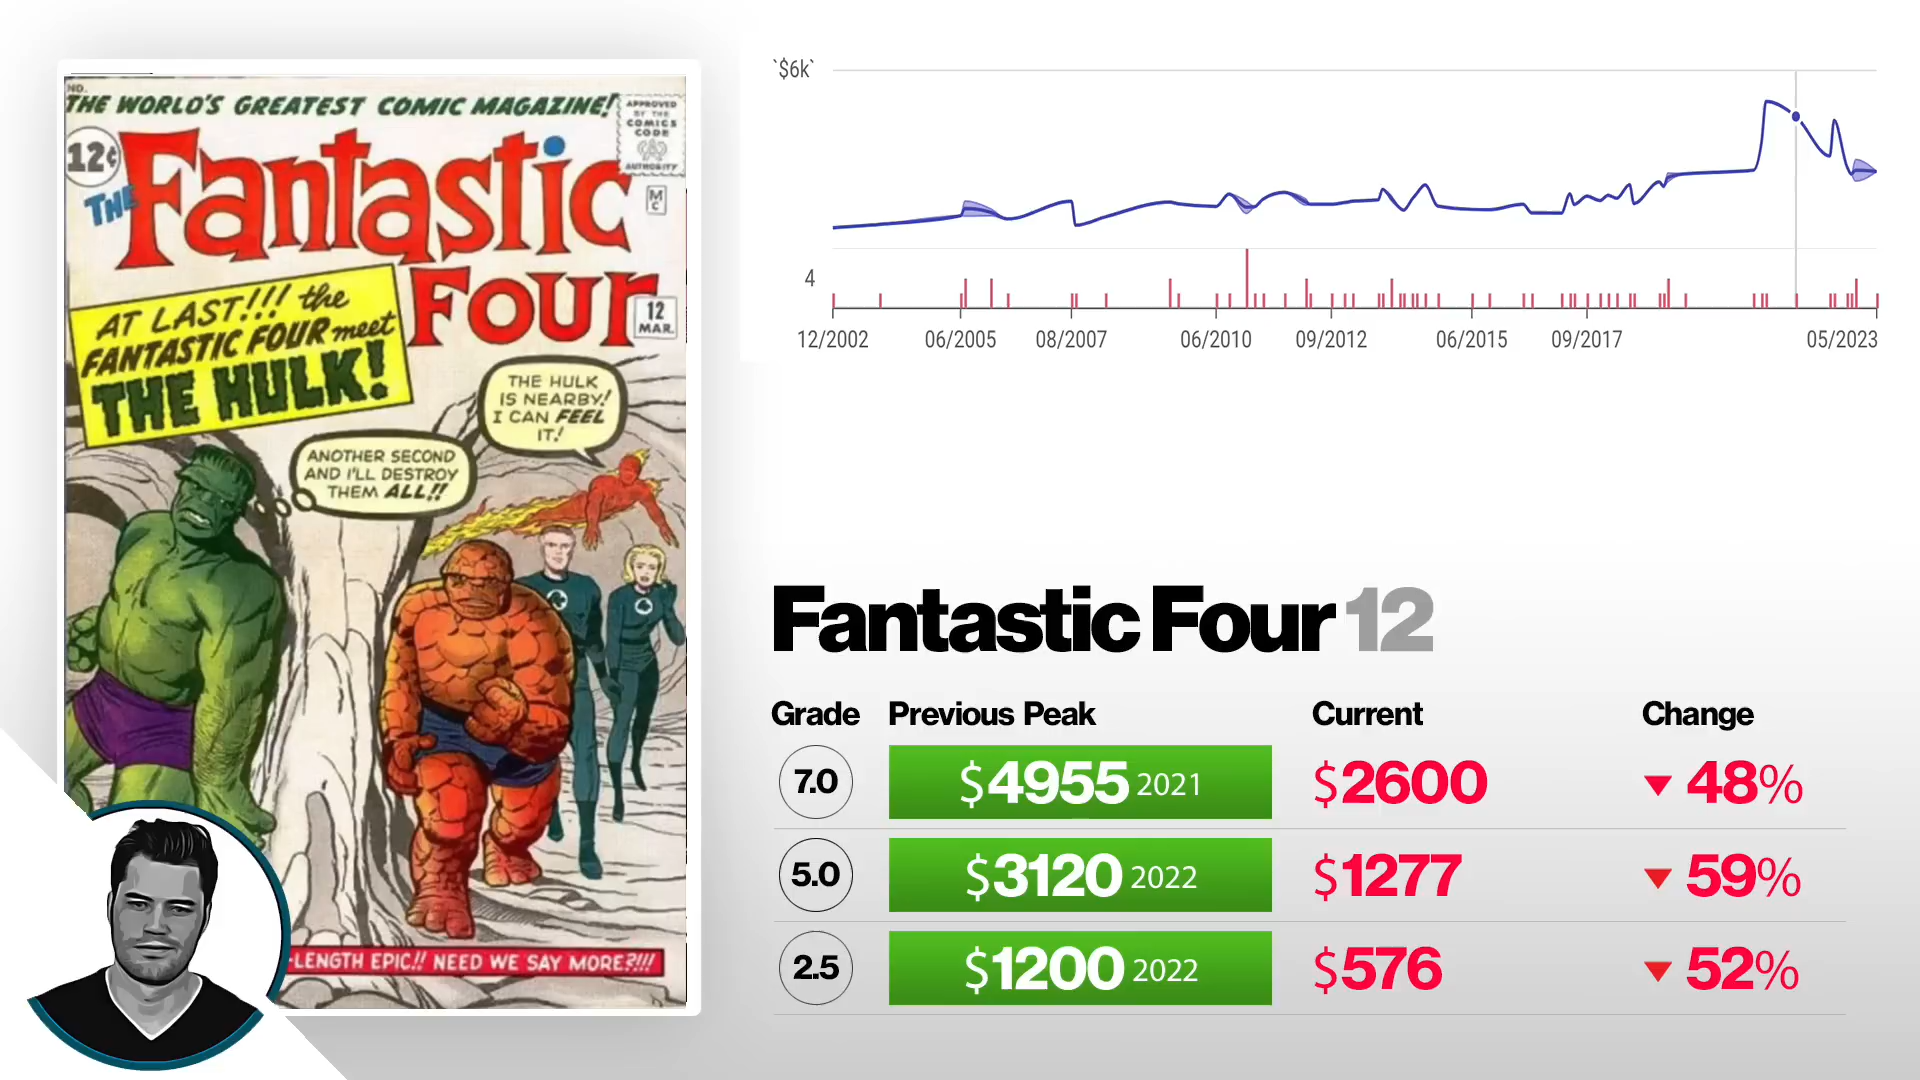 NO.
THE WORLD'S GREATEST COMIC MAGAZINE!
APPROVED
BY THE
COMICS
CODE
AUTHORITY
12¢
THE Fantastic
Four
M
C
12
MAR.
AT LAST!!! the
FANTASTIC FOUR meet
THE HULK!
THE HULK
IS NEARBY!
I CAN FEEL
IT!
ANOTHER SECOND
AND I'LL DESTROY
THEM ALL!!
-LENGTH EPIC!! NEED WE SAY MORE?!!!
`$6k`
4
12/2002 06/2005 08/2007 06/2010 09/2012 06/2015 09/2017 05/2023
Fantastic Four 12
Grade Previous Peak Current Change
7.0 $4955 2021 $2600 ▼ 48%
5.0 $3120 2022 $1277 ▼ 59%
2.5 $1200 2022 $576 ▼ 52%